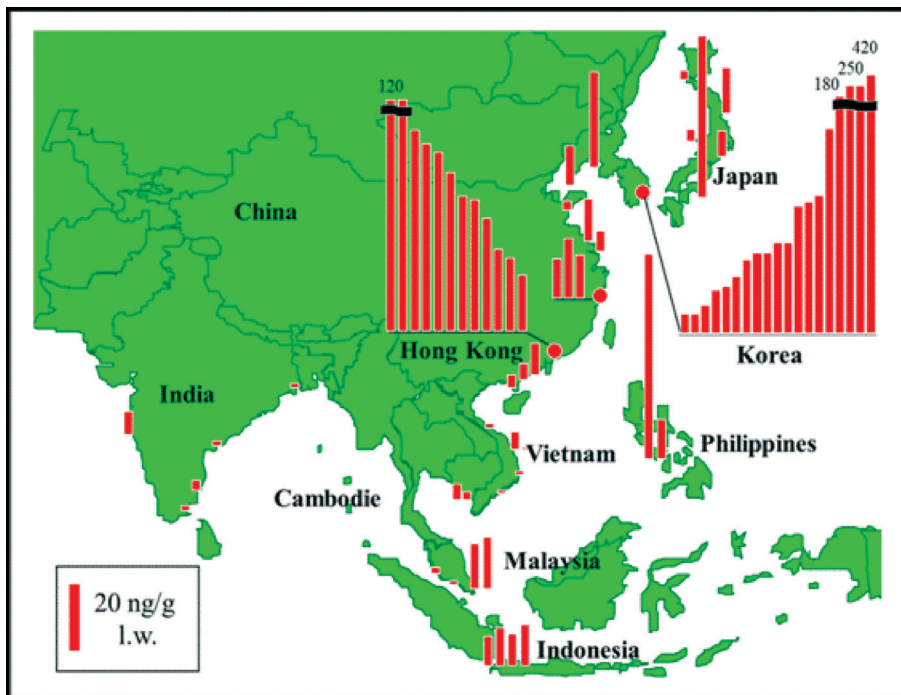 420
250
180
120
Japan
China
Hong Kong
Korea
India
Vietnam
Philippines
Cambodie
Malaysia
20 ng/g
l.w.
Indonesia